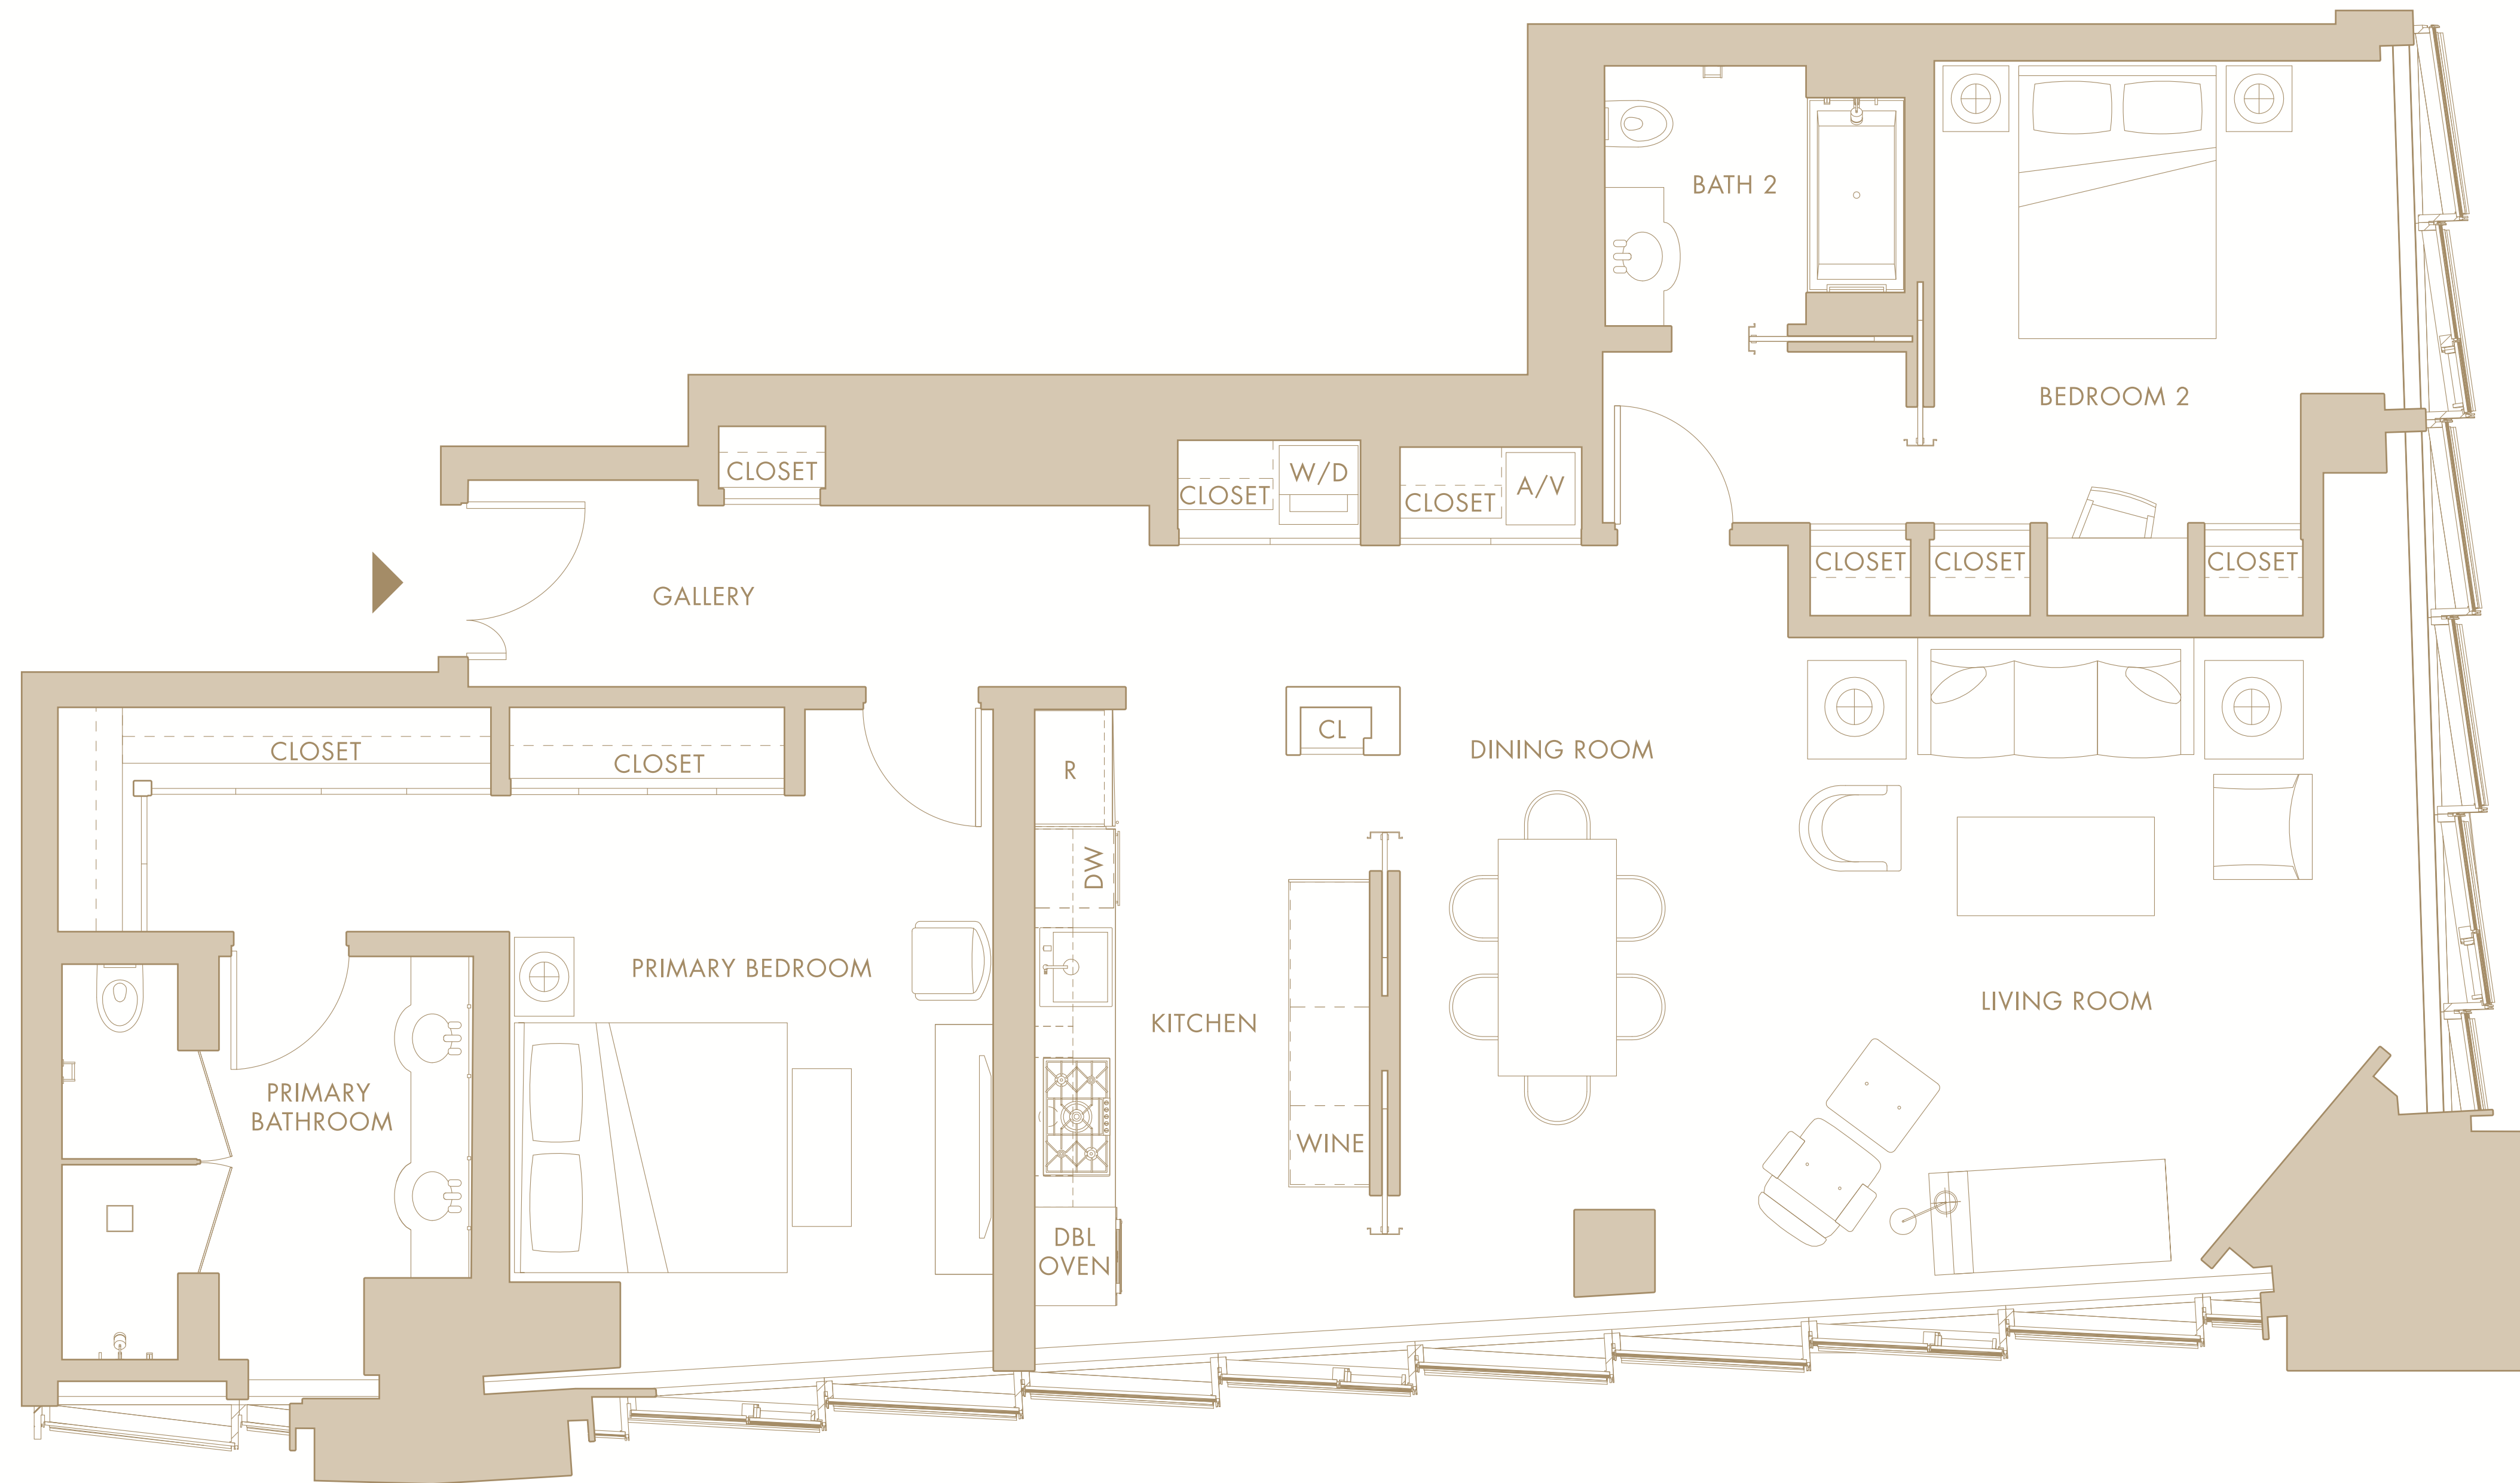 BATH 2
BEDROOM 2
CLOSET
W/D
CLOSET
A/V
CLOSET
GALLERY
CLOSET
CLOSET
CLOSET
CLOSET
CLOSET
R
CL
DINING ROOM
DW
PRIMARY BEDROOM
KITCHEN
LIVING ROOM
PRIMARY
BATHROOM
WINE
DBL
OVEN